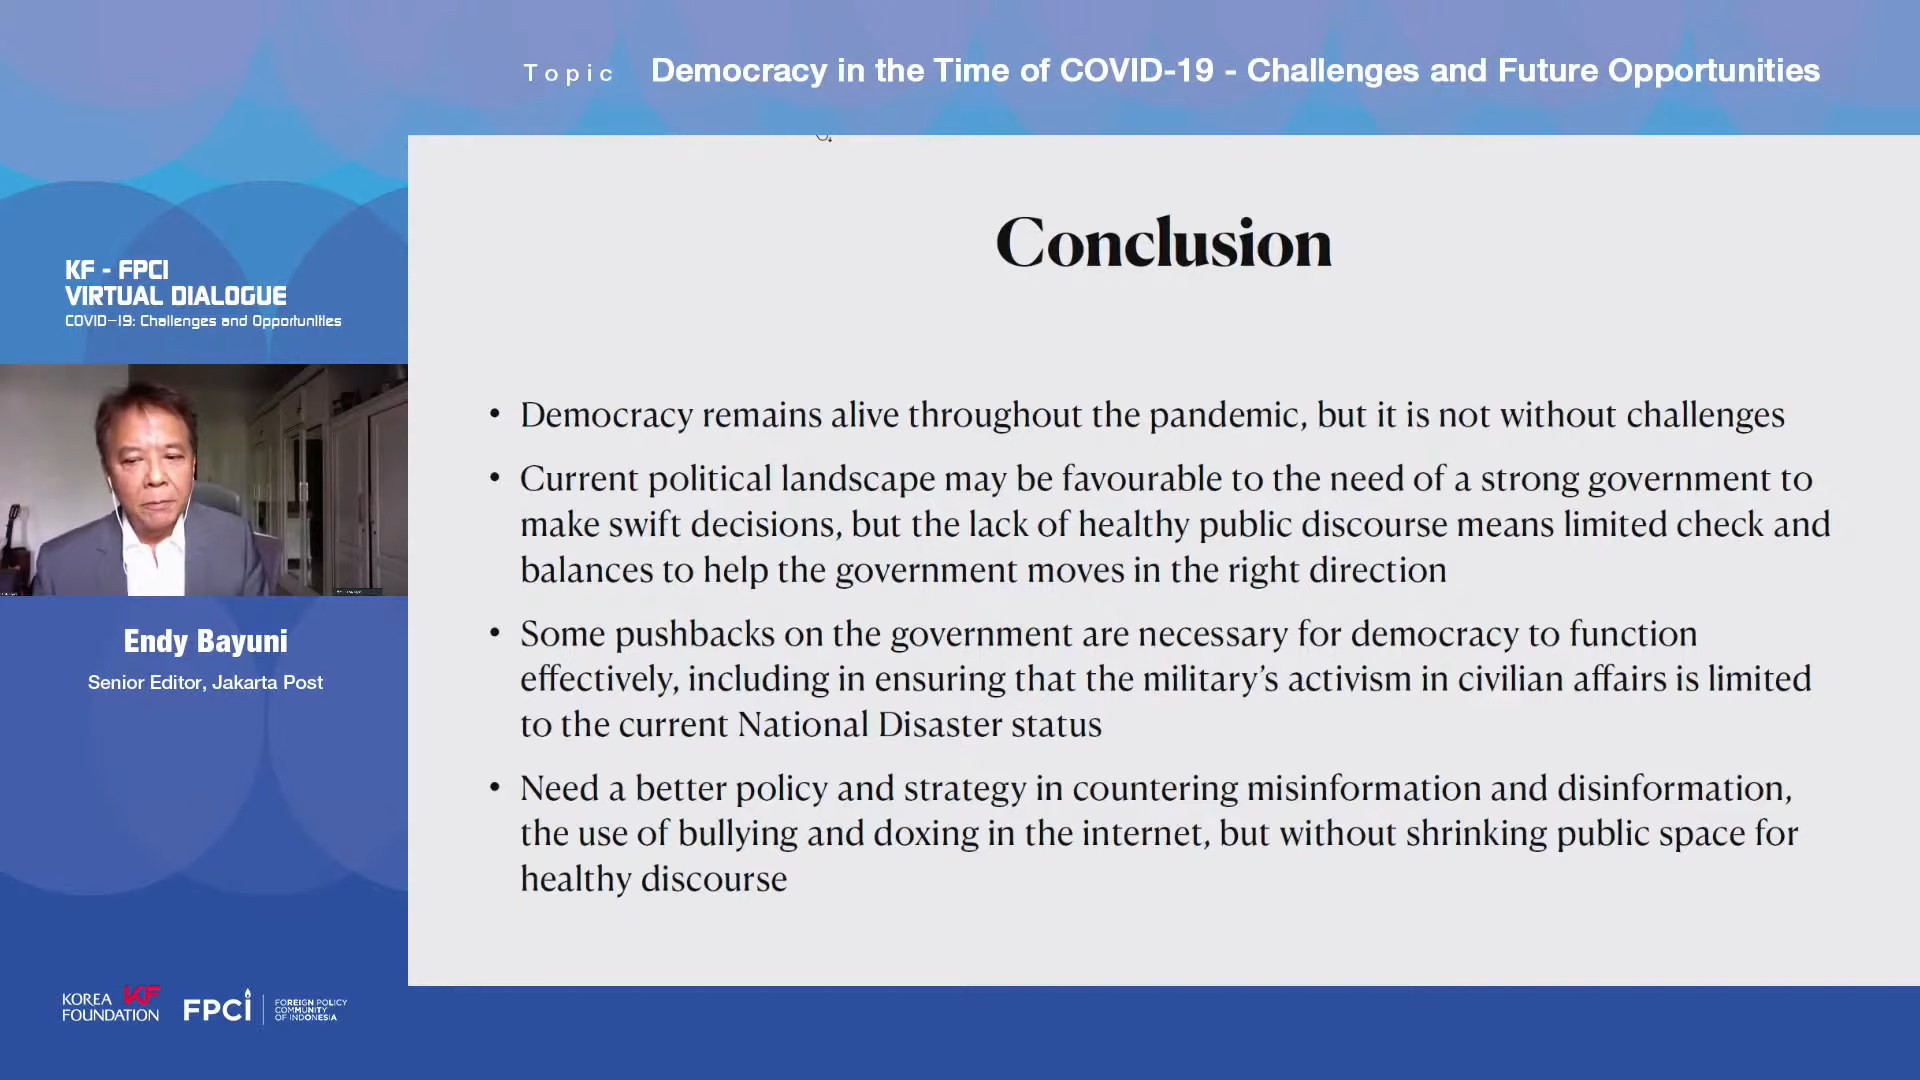 Topic Democracy in the Time of COVID-19 - Challenges and Future Opportunities
KF - FPCI
VIRTUAL DIALOGUE
COVID-19: Challenges and Opportunities
Endy Bayuni
Senior Editor, Jakarta Post
KOREA KF
FOUNDATION
FPCi
FOREIGN POLICY
COMMUNITY
OF INDONESIA
Conclusion
• Democracy remains alive throughout the pandemic, but it is not without challenges
• Current political landscape may be favourable to the need of a strong government to
make swift decisions, but the lack of healthy public discourse means limited check and
balances to help the government moves in the right direction
• Some pushbacks on the government are necessary for democracy to function
effectively, including in ensuring that the military's activism in civilian affairs is limited
to the current National Disaster status
• Need a better policy and strategy in countering misinformation and disinformation,
the use of bullying and doxing in the internet, but without shrinking public space for
healthy discourse